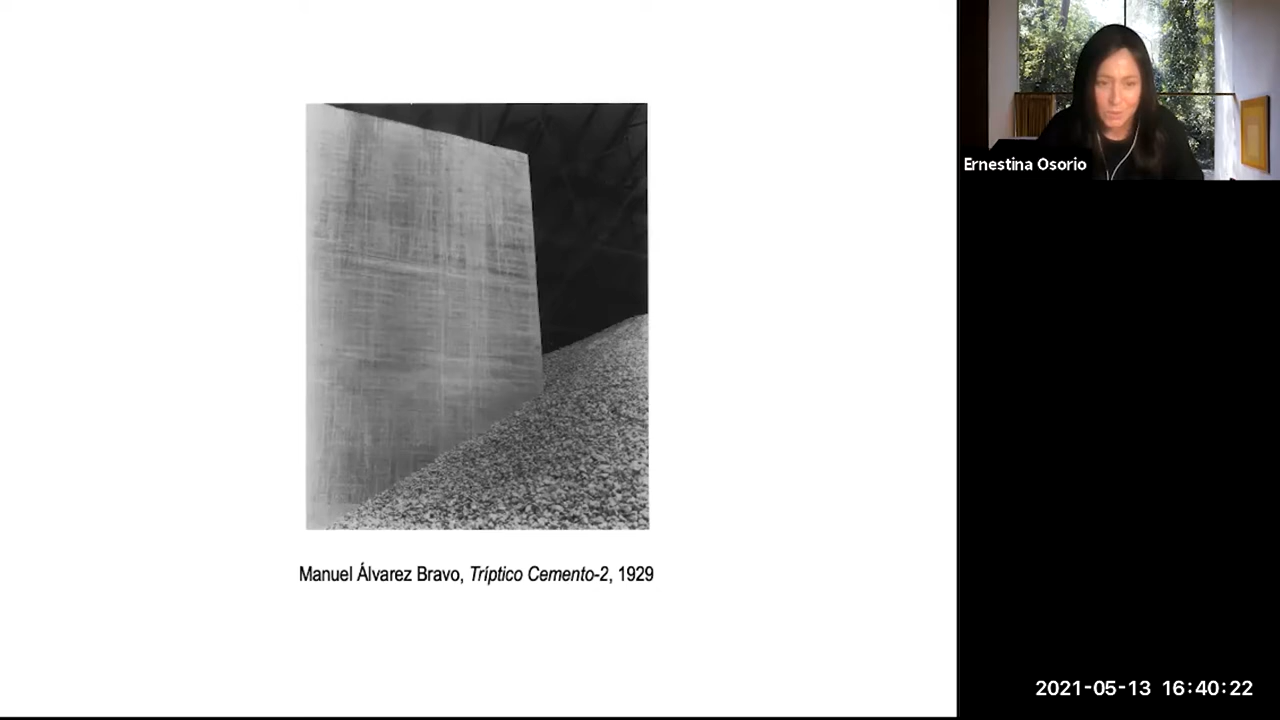 Ernestina Osorio
Manuel Álvarez Bravo, Tríptico Cemento-2, 1929
2021-05-13 16:40:22